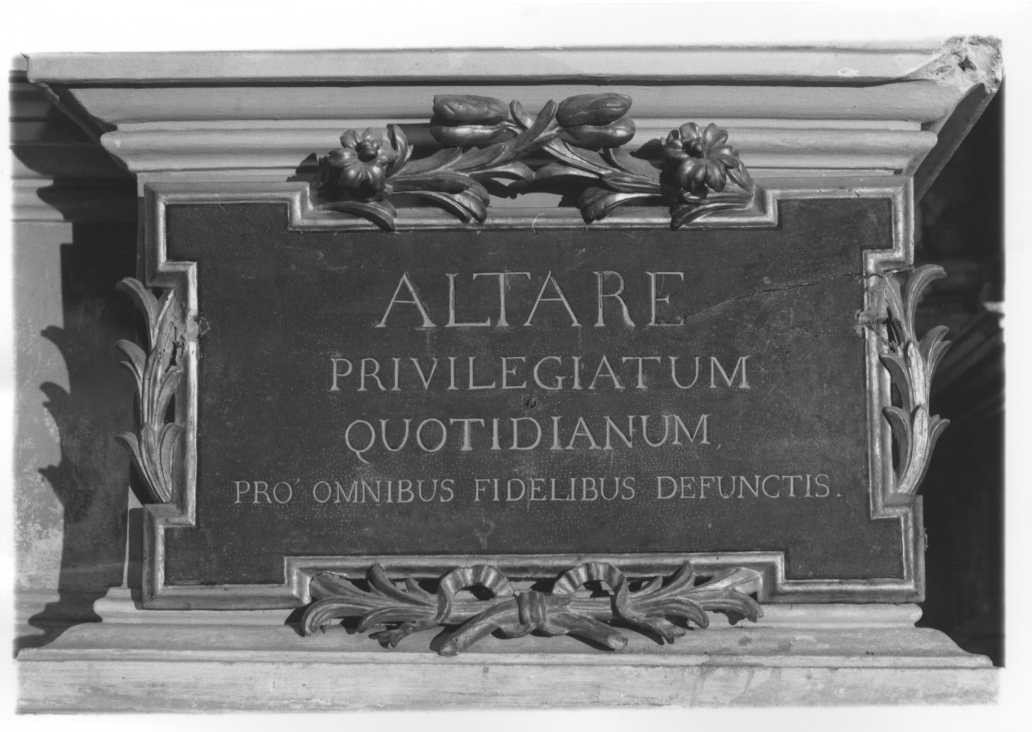 ALTARE
PRIVILEGIATUM
QUOTIDIANUM,
PRO´ OMNIBUS FIDELIBUS DEFUNCTIS.